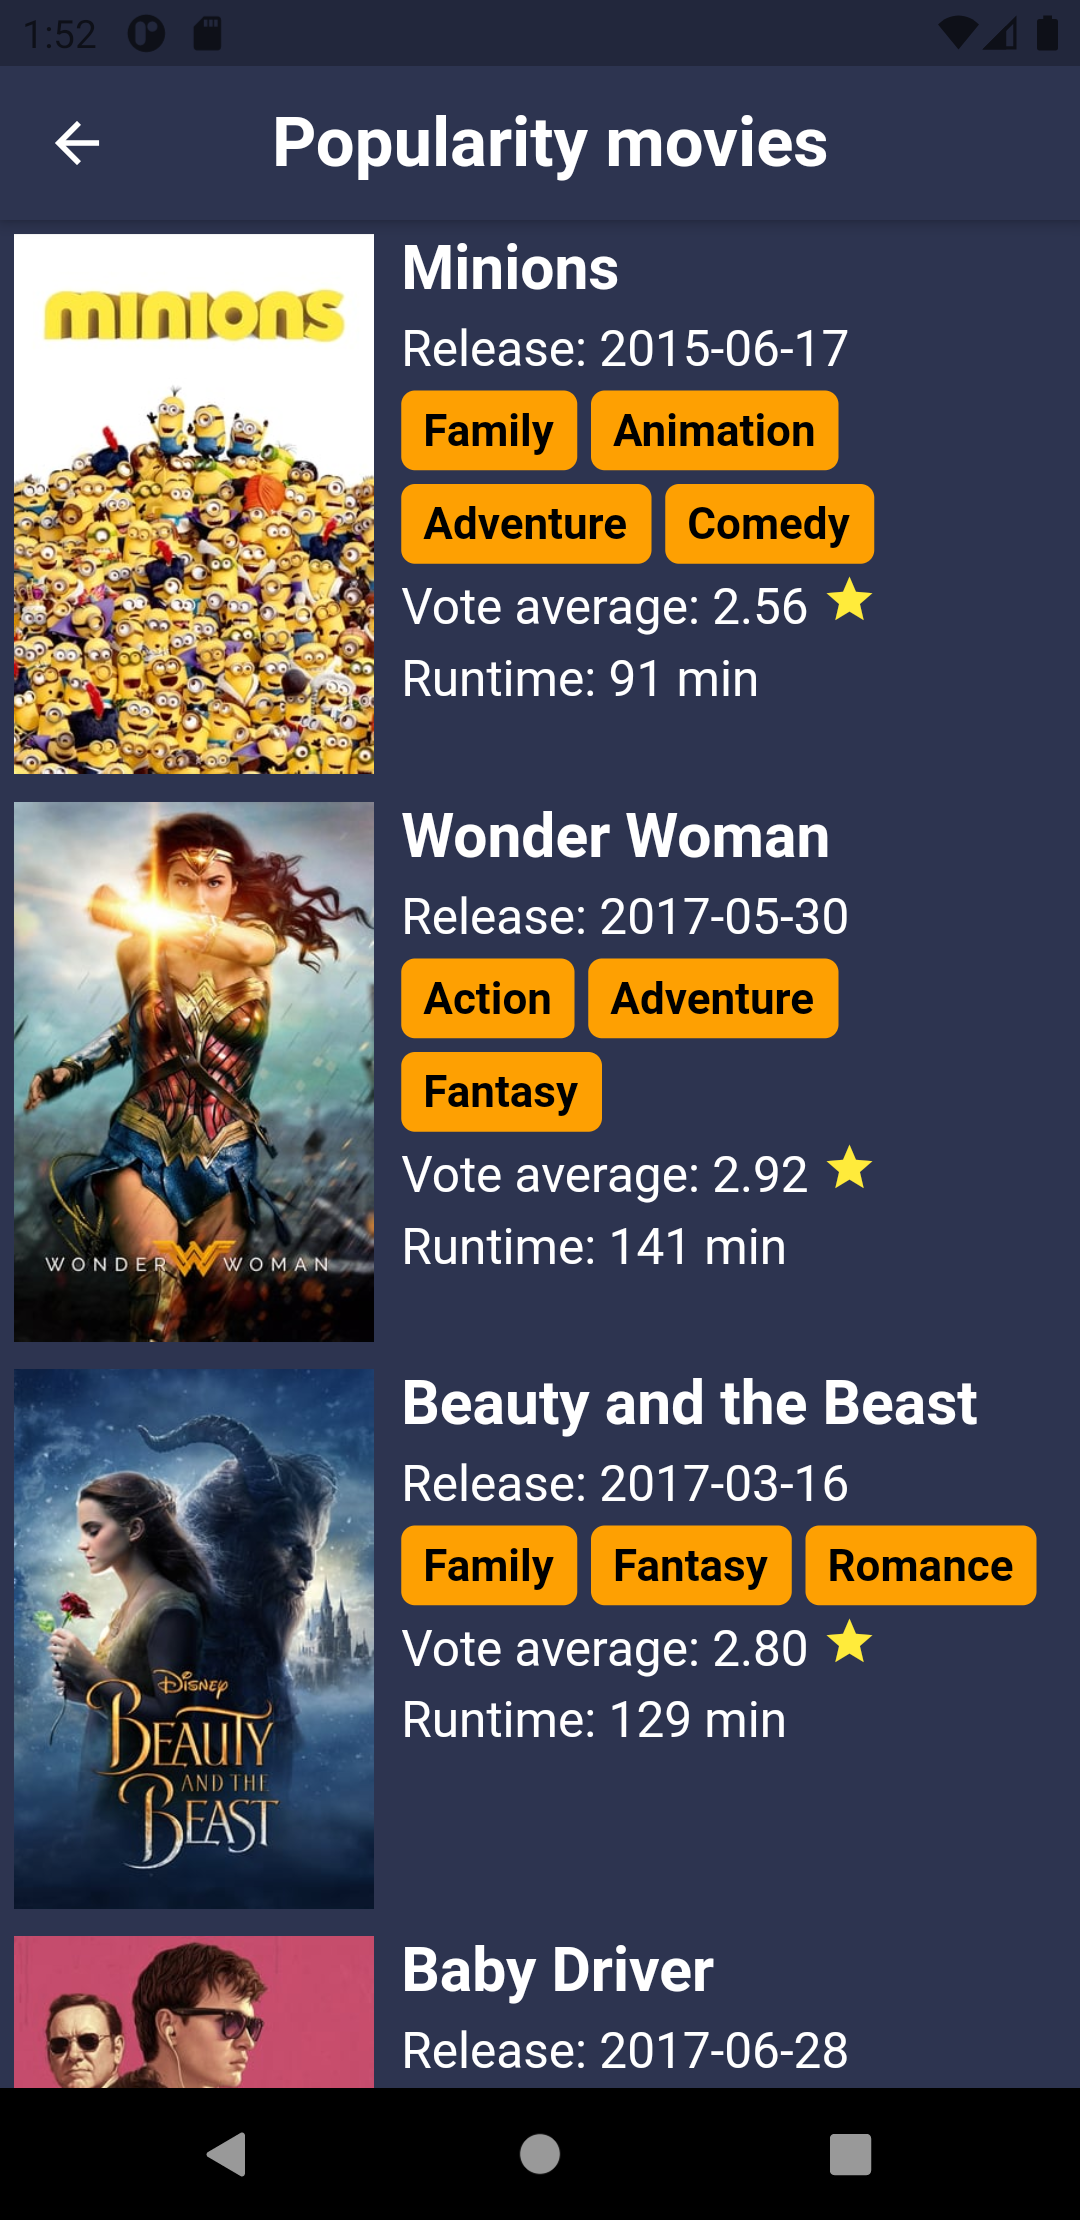 1:52
Popularity movies
minions
Minions
Release: 2015-06-17
Family Animation
Adventure Comedy
Vote average: 2.56
Runtime: 91 min
WONDER WOMAN
Wonder Woman
Release: 2017-05-30
Action Adventure
Fantasy
Vote average: 2.92
Runtime: 141 min
Disney
BEAUTY
AND THE
BEAST
Beauty and the Beast
Release: 2017-03-16
Family Fantasy Romance
Vote average: 2.80
Runtime: 129 min
Baby Driver
Release: 2017-06-28